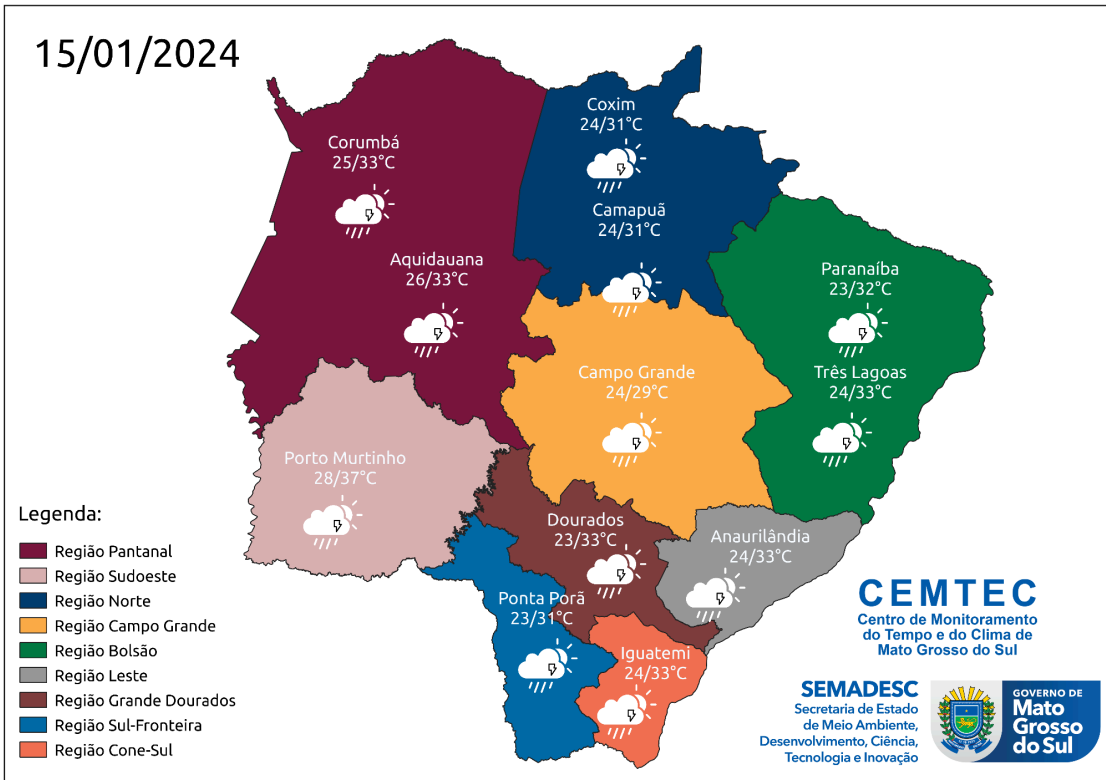 15/01/2024
Coxim
24/31°C
Corumbá
25/33°C
Camapuã
24/31°C
Aquidauana
26/33°C
Paranaíba
23/32°C
Campo Grande
24/29°C
Três Lagoas
24/33°C
Porto Murtinho
28/37°C
Dourados
23/33°C
Anaurilândia
24/33°C
Ponta Porã
23/31°C
Iguatemi
24/33°C
Legenda:
Região Pantanal
Região Sudoeste
Região Norte
Região Campo Grande
Região Bolsão
Região Leste
Região Grande Dourados
Região Sul-Fronteira
Região Cone-Sul
CEMTEC
Centro de Monitoramento
do Tempo e do Clima de
Mato Grosso do Sul
SEMADESC
Secretaria de Estado
de Meio Ambiente,
Desenvolvimento, Ciência,
Tecnologia e Inovação
GOVERNO DE
Mato
Grosso
do Sul